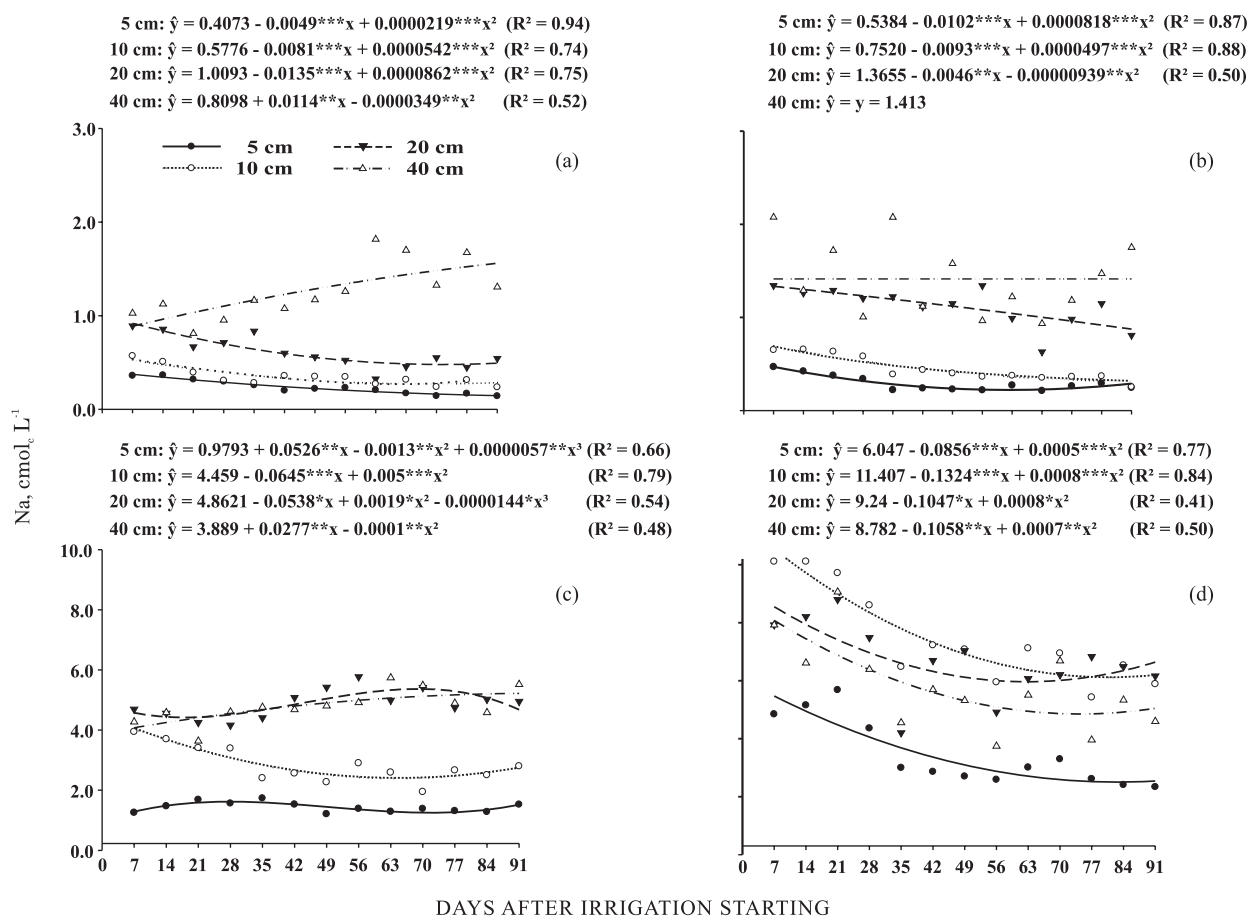 5 cm: ŷ = 0.4073 - 0.0049***x + 0.0000219***x² (R² = 0.94)
10 cm: ŷ = 0.5776 - 0.0081***x + 0.0000542***x² (R² = 0.74)
20 cm: ŷ = 1.0093 - 0.0135***x + 0.0000862***x² (R² = 0.75)
40 cm: ŷ = 0.8098 + 0.0114**x - 0.0000349**x² (R² = 0.52)
3.0
5 cm
20 cm
10 cm
40 cm
(a)
2.0
1.0
0.0
5 cm: ŷ = 0.5384 - 0.0102***x + 0.0000818***x² (R² = 0.87)
10 cm: ŷ = 0.7520 - 0.0093***x + 0.0000497***x² (R² = 0.88)
20 cm: ŷ = 1.3655 - 0.0046**x - 0.00000939**x² (R² = 0.50)
40 cm: ŷ = y = 1.413
(b)
Na, cmol_c L⁻¹
5 cm: ŷ = 0.9793 + 0.0526**x - 0.0013**x² + 0.0000057**x³ (R² = 0.66)
10 cm: ŷ = 4.459 - 0.0645***x + 0.005***x² (R² = 0.79)
20 cm: ŷ = 4.8621 - 0.0538*x + 0.0019*x² - 0.0000144*x³ (R² = 0.54)
40 cm: ŷ = 3.889 + 0.0277**x - 0.0001**x² (R² = 0.48)
10.0
(c)
8.0
6.0
4.0
2.0
0.0
0 7 14 21 28 35 42 49 56 63 70 77 84 91
5 cm: ŷ = 6.047 - 0.0856***x + 0.0005***x² (R² = 0.77)
10 cm: ŷ = 11.407 - 0.1324***x + 0.0008***x² (R² = 0.84)
20 cm: ŷ = 9.24 - 0.1047*x + 0.0008*x² (R² = 0.41)
40 cm: ŷ = 8.782 - 0.1058**x + 0.0007**x² (R² = 0.50)
(d)
0 7 14 21 28 35 42 49 56 63 70 77 84 91
DAYS AFTER IRRIGATION STARTING